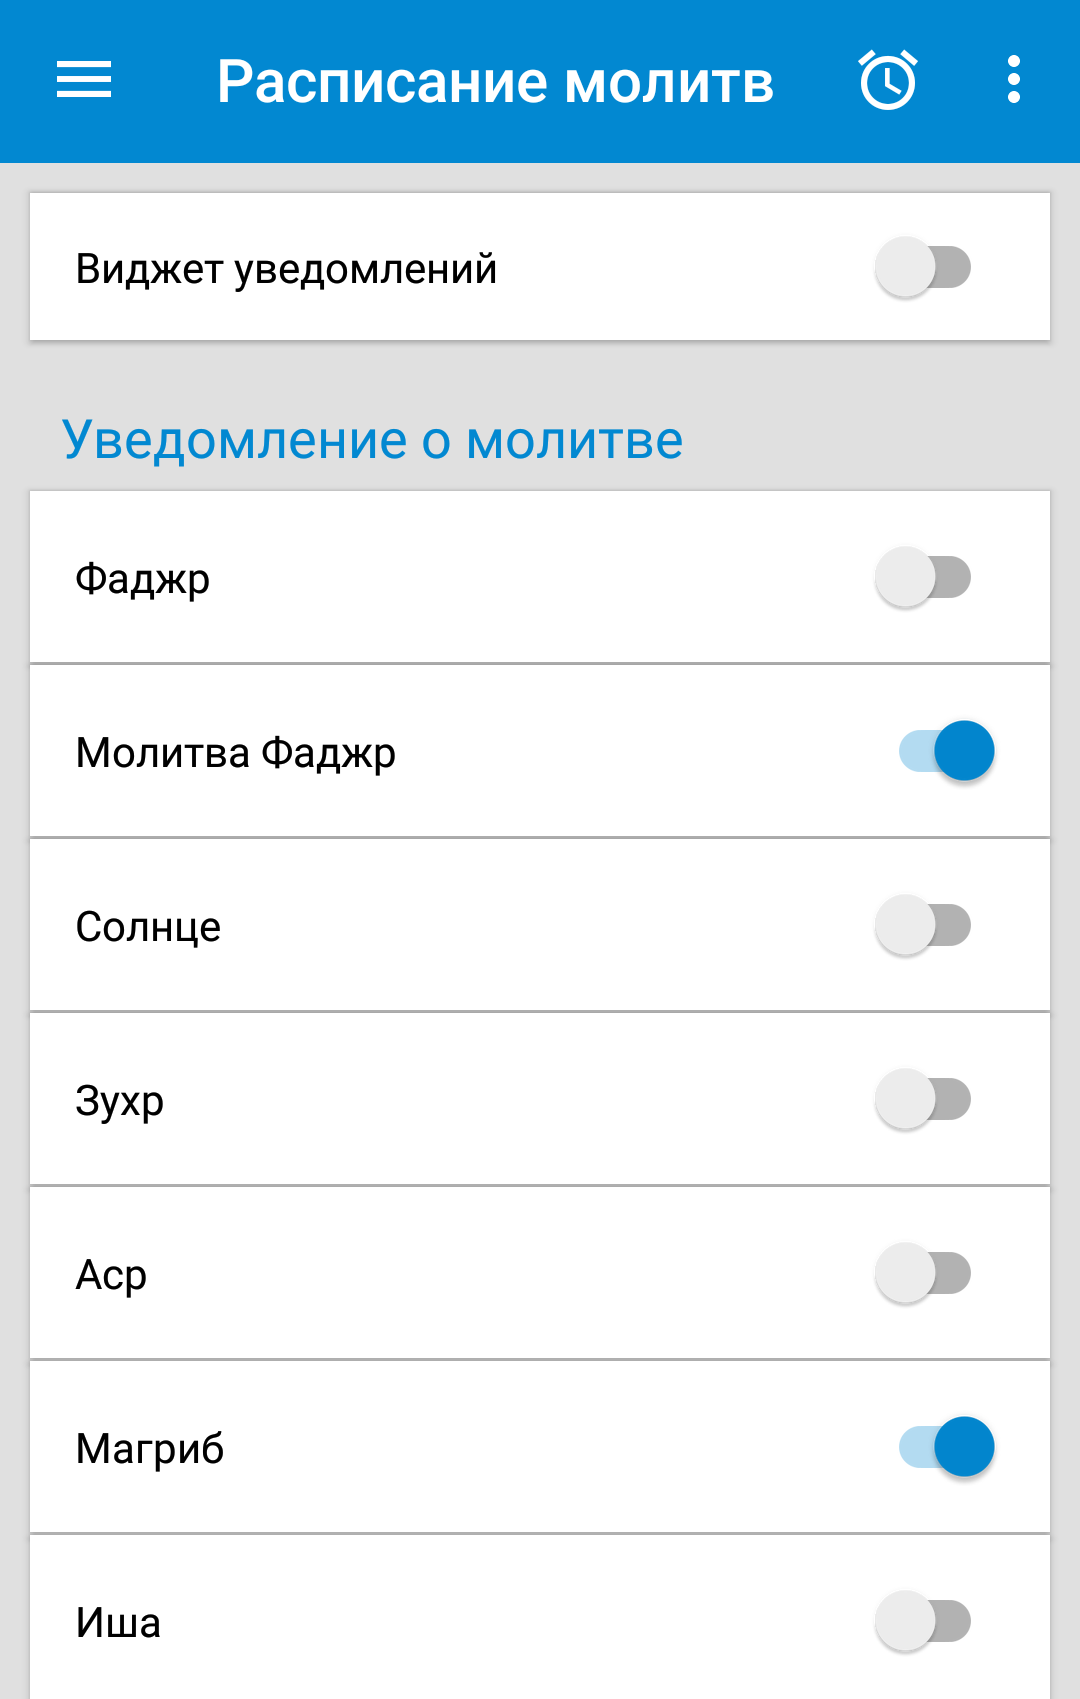 Расписание молитв
Виджет уведомлений
Уведомление о молитве
Фаджр
Молитва Фаджр
Солнце
Зухр
Аср
Магриб
Иша